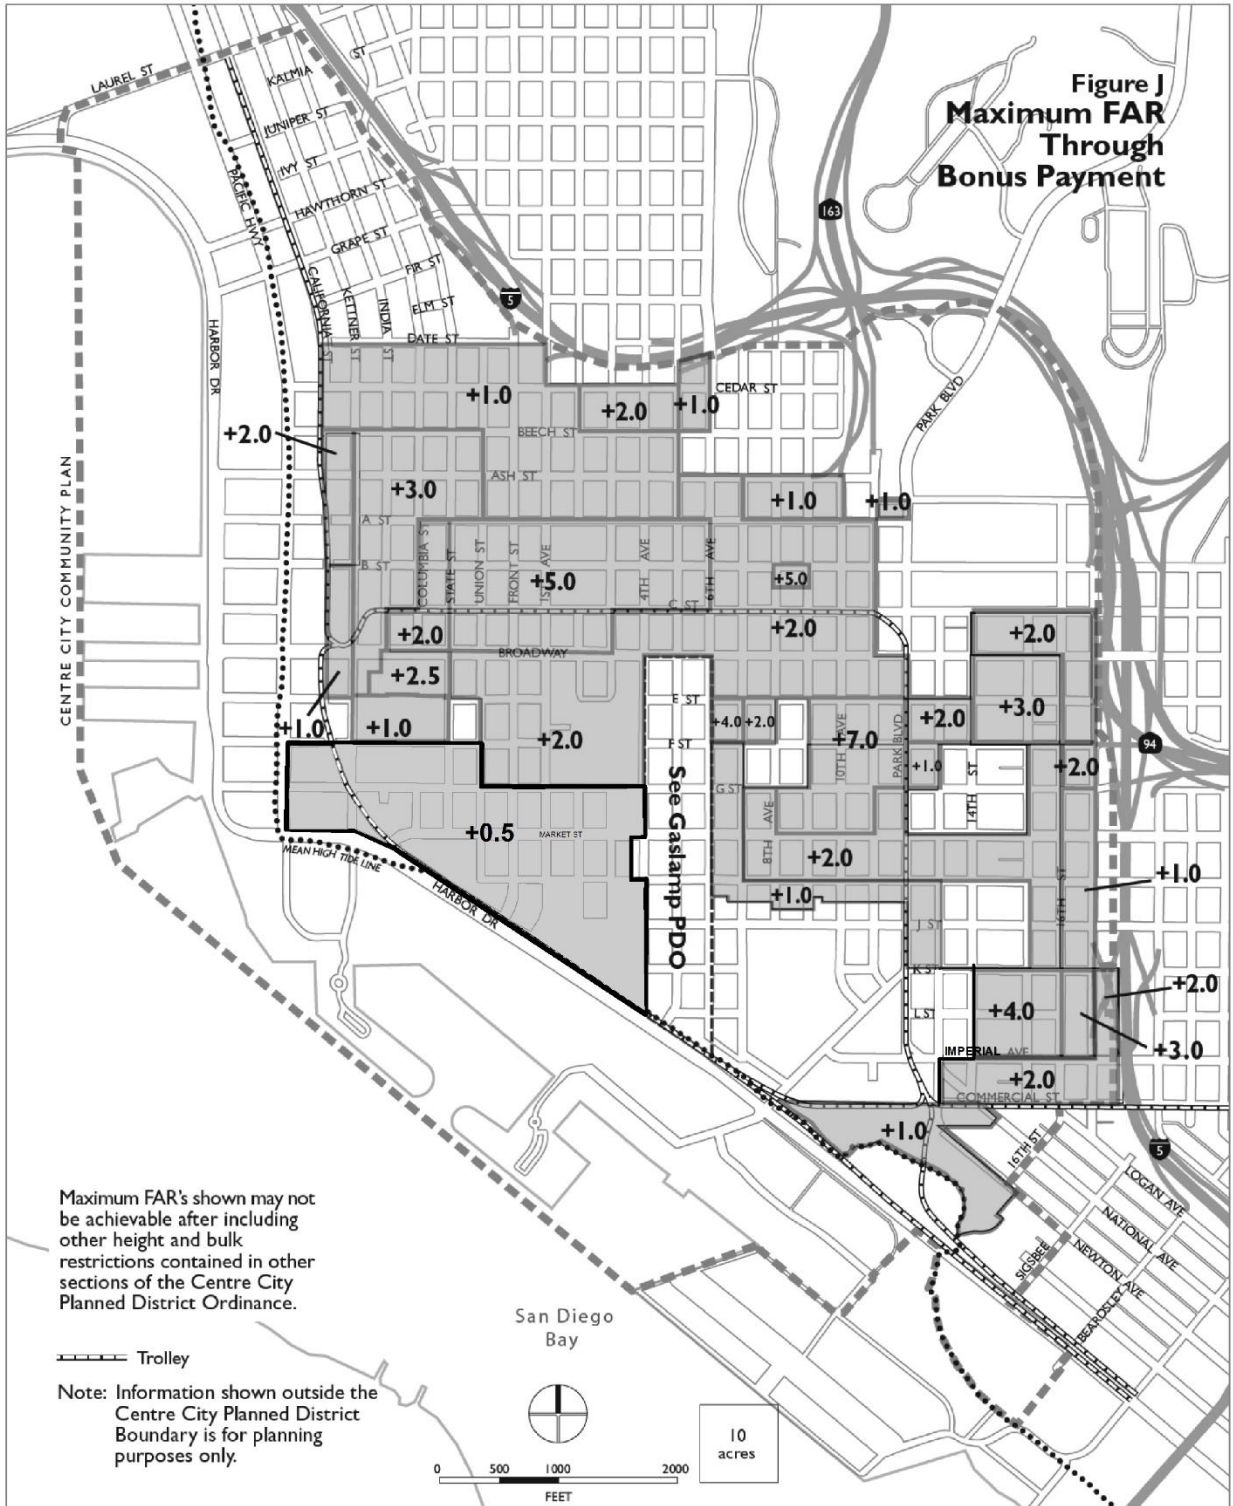 Figure J
Maximum FAR
Through
Bonus Payment
LAUREL ST
ST
KALMIA
JUNIPER ST
IVY ST
HAWTHORN ST
GRAPE ST
FIR ST
ELM ST
DATE ST
PACIFIC HWY
CALIFORNIA ST
KETTNER ST
INDIA ST
HARBOR DR
163
5
CEDAR ST
PARK BLVD
+1.0
+2.0
+1.0
+2.0
BEECH ST
ASH ST
+3.0
+1.0
+1.0
A ST
B ST
COLUMBIA ST
STATE ST
UNION ST
FRONT ST
1ST AVE
4TH AVE
6TH AVE
+5.0
+5.0
C ST
+2.0
+2.0
+2.0
BROADWAY
+2.5
E ST
+1.0
+1.0
+2.0
F ST
+4.0
+2.0
+7.0
10TH AVE
PARK BLVD
+2.0
+3.0
94
+1.0
14TH ST
+2.0
CENTRE CITY COMMUNITY PLAN
See Gaslamp PDO
G ST
+0.5
MARKET ST
8TH AVE
+2.0
MEAN HIGH TIDE LINE
HARBOR DR
+1.0
+1.0
16TH ST
J ST
K ST
+2.0
L ST
+4.0
IMPERIAL AVE
+3.0
+2.0
COMMERCIAL ST
+1.0
16TH ST
5
LOGAN AVE
NATIONAL AVE
NEWTON AVE
SIGSBEE
BEARDSLEY
Maximum FAR's shown may not
be achievable after including
other height and bulk
restrictions contained in other
sections of the Centre City
Planned District Ordinance.
San Diego
Bay
Trolley
Note: Information shown outside the
Centre City Planned District
Boundary is for planning
purposes only.
10
acres
0 500 1000 2000
FEET